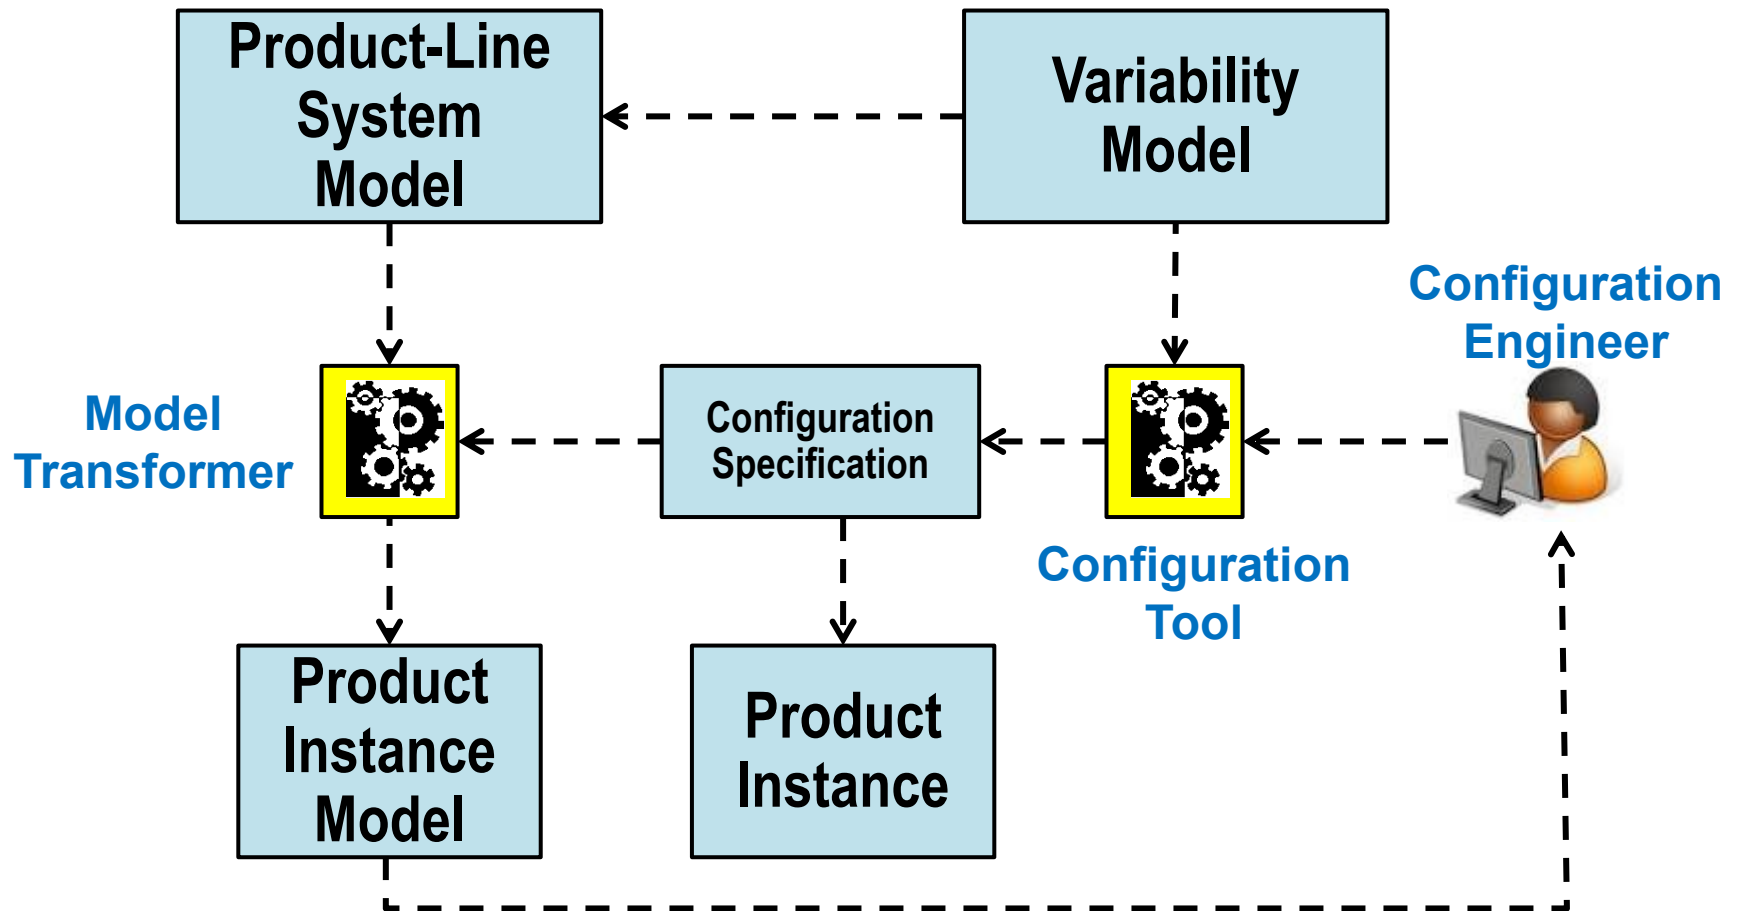 Product-Line
System
Model
Variability
Model
Configuration
Engineer
Model
Transformer
Configuration
Specification
Configuration
Tool
Product
Instance
Model
Product
Instance